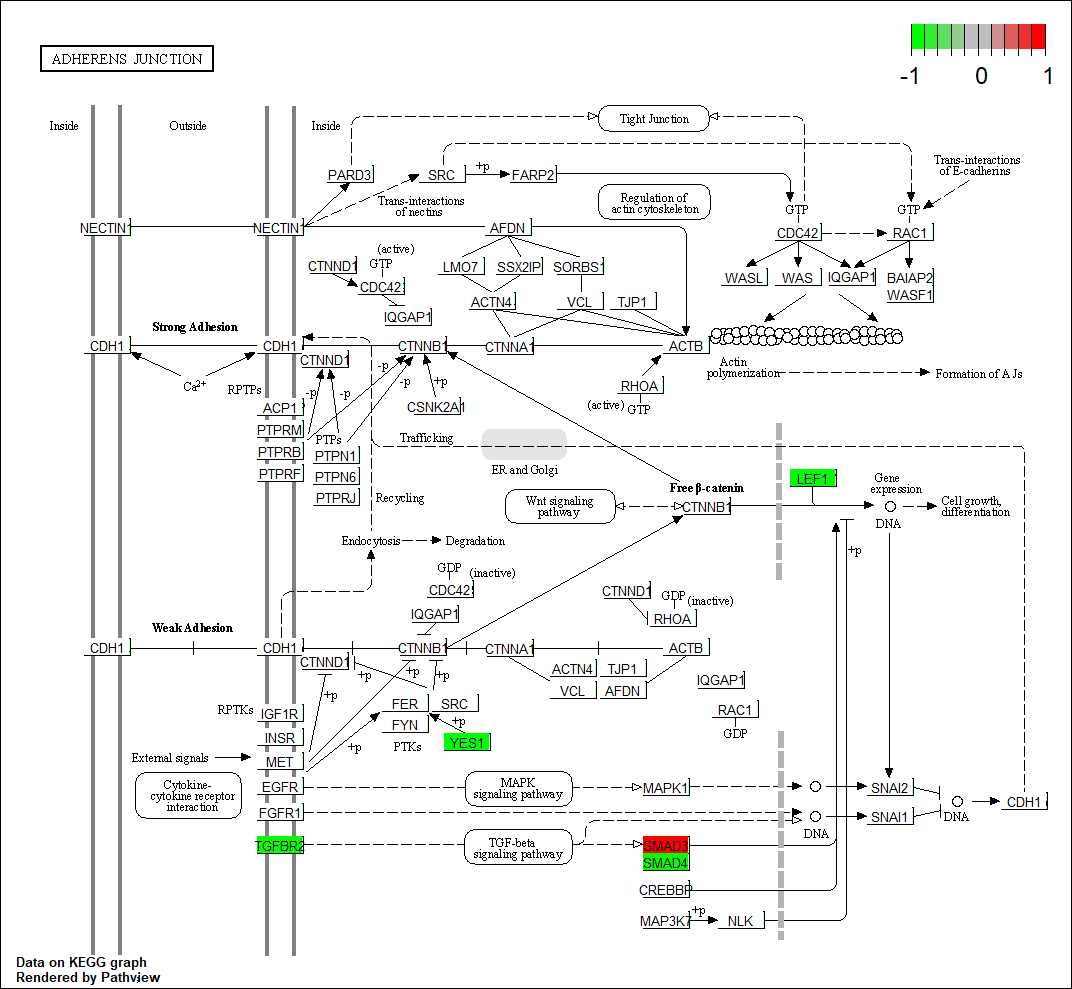 ADHERENS JUNCTION
-1 0 1
Inside
Outside
Inside
Tight Junction
PARD3
SRC
+p
FARP2
Trans-interactions
of E-cadherins
Trans-interactions
of nectins
Regulation of
actin cytoskeleton
GTP
GTP
NECTIN1
NECTIN1
AFDN
CDC42
RAC1
(active)
GTP
CTNND1
CDC42
IQGAP1
LMO7
SSX2IP
SORBS1
ACTN4
VCL
TJP1
WASL
WAS
IQGAP1
BAIAP2
WASF1
Strong Adhesion
CDH1
CDH1
CTNND1
CTNNB1
CTNNA1
ACTB
Actin
polymerization
Formation of AJs
Ca2+
RPTPs
-p
-p
-p
+p
CSNK2A1
RHOA
(active)
GTP
ACP1
PTPRM
PTPRB
PTPRF
PTPs
PTPN1
PTPN6
PTPRJ
Trafficking
ER and Golgi
Recycling
Free β-catenin
CTNNB1
Wnt signaling
pathway
LEF1
Gene
expression
DNA
Cell growth,
differentiation
+p
Endocytosis
Degradation
GDP
(inactive)
CDC42
IQGAP1
CTNND1
GDP
(inactive)
RHOA
Weak Adhesion
CDH1
CDH1
CTNND1
CTNNB1
CTNNA1
ACTB
+p
+p
+p
+p
ACTN4
TJP1
VCL
AFDN
IQGAP1
RAC1
GDP
FER
SRC
FYN
+p
YES1
PTKs
+p
RPTKs
IGF1R
INSR
MET
External signals
EGFR
FGFR1
TGFBR2
Cytokine-
cytokine receptor
interaction
MAPK
signaling pathway
MAPK1
TGF-beta
signaling pathway
SMAD3
SMAD4
CREBBP
MAP3K7
+p
NLK
DNA
SNAI2
SNAI1
DNA
CDH1
Data on KEGG graph
Rendered by Pathview